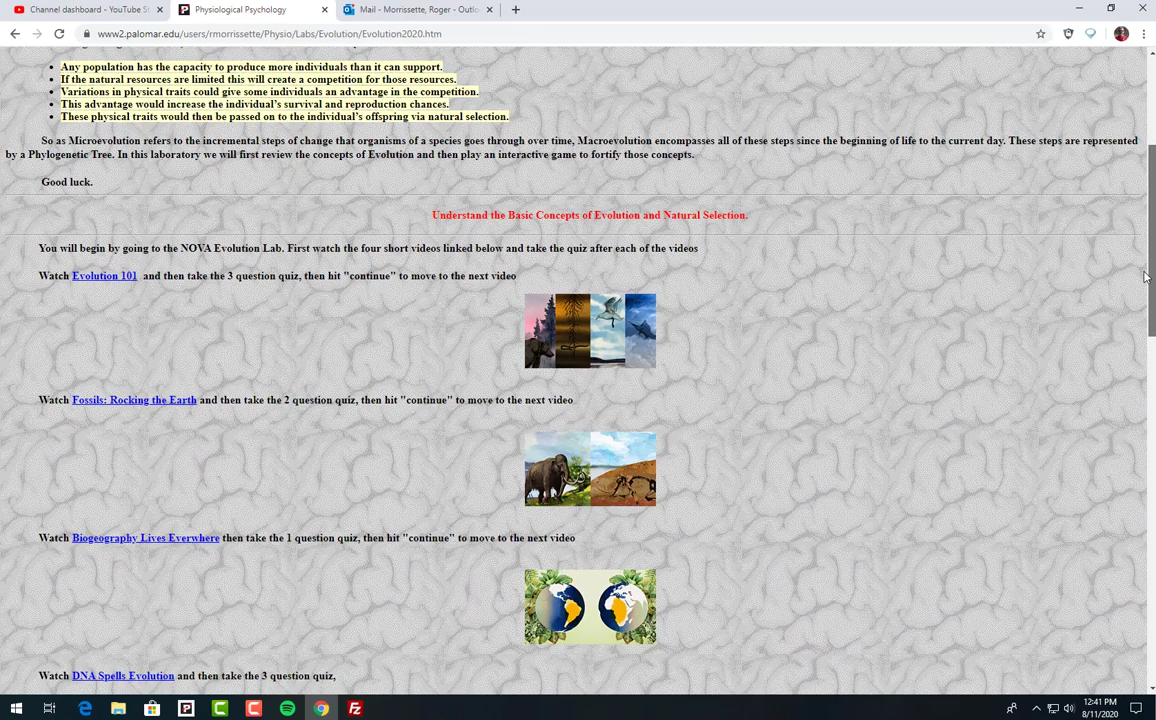 Channel dashboard - YouTube St
Physiological Psychology
Mail - Morrissette, Roger - Outlo
www2.palomar.edu/users/rmorrissette/Physio/Labs/Evolution/Evolution2020.htm
Any population has the capacity to produce more individuals than it can support.
If the natural resources are limited this will create a competition for those resources.
Variations in physical traits could give some individuals an advantage in the competition.
This advantage would increase the individual's survival and reproduction chances.
These physical traits would then be passed on to the individual's offspring via natural selection.
So as Microevolution refers to the incremental steps of change that organisms of a species goes through over time, Macroevolution encompasses all of these steps since the beginning of life to the current day. These steps are represented
by a Phylogenetic Tree. In this laboratory we will first review the concepts of Evolution and then play an interactive game to fortify those concepts.
Good luck.
Understand the Basic Concepts of Evolution and Natural Selection.
You will begin by going to the NOVA Evolution Lab. First watch the four short videos linked below and take the quiz after each of the videos
Watch Evolution 101 and then take the 3 question quiz, then hit "continue" to move to the next video
Watch Fossils: Rocking the Earth and then take the 2 question quiz, then hit "continue" to move to the next video
Watch Biogeography Lives Everwhere then take the 1 question quiz, then hit "continue" to move to the next video
Watch DNA Spells Evolution and then take the 3 question quiz,
12:41 PM
8/11/2020